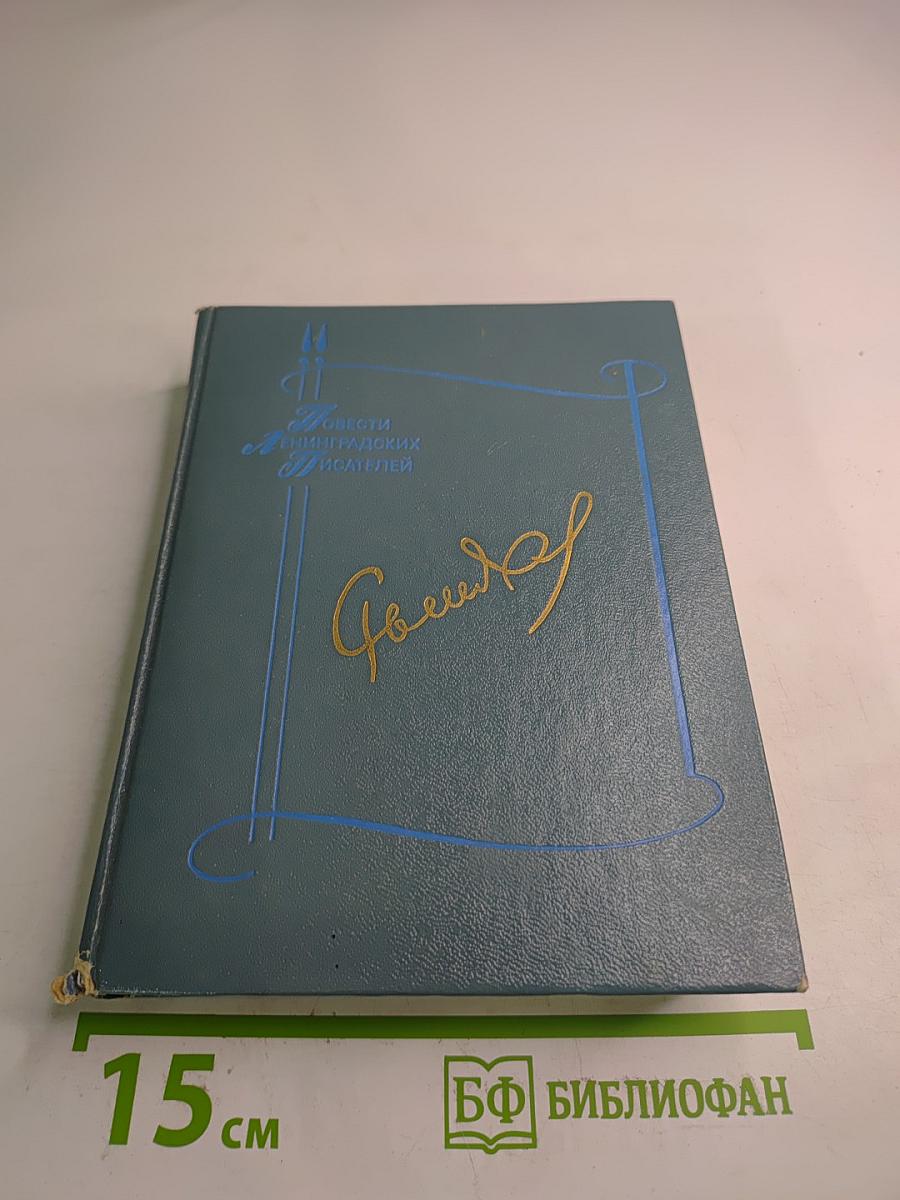 Повести
Ленинградских
Писателей
15 см
БФ БИБЛИОФАН